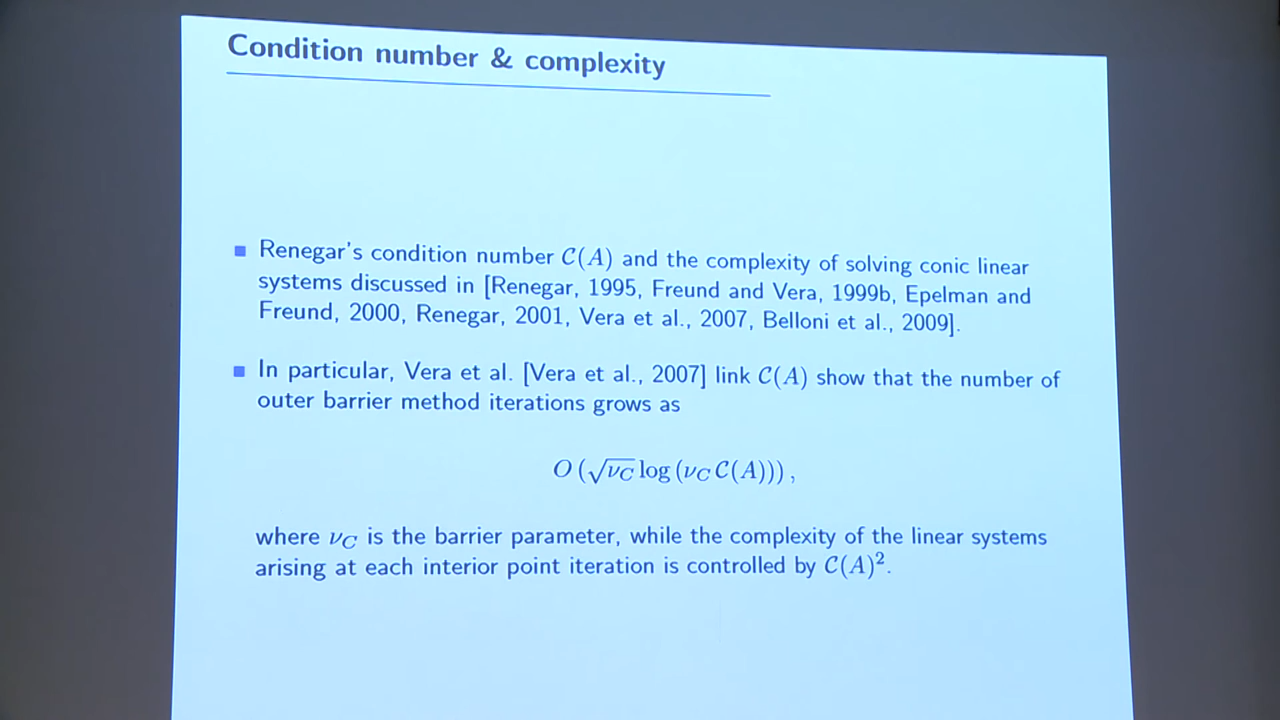 Condition number & complexity
Renegar's condition number C(A) and the complexity of solving conic linear
systems discussed in [Renegar, 1995, Freund and Vera, 1999b, Epelman and
Freund, 2000, Renegar, 2001, Vera et al., 2007, Belloni et al., 2009].
In particular, Vera et al. [Vera et al., 2007] link C(A) show that the number of
outer barrier method iterations grows as
O (√ν_C log (ν_C C(A))) ,
where ν_C is the barrier parameter, while the complexity of the linear systems
arising at each interior point iteration is controlled by C(A)².